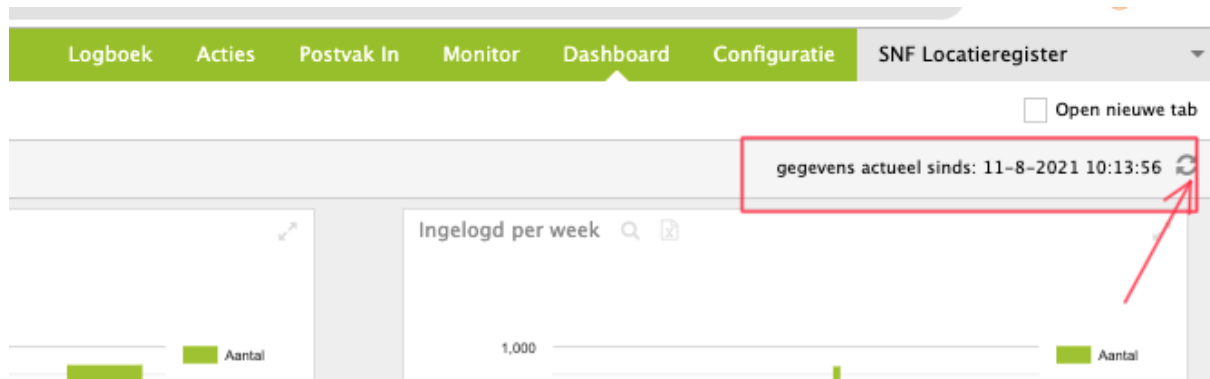 Logboek Acties Postvak In Monitor Dashboard Configuratie SNF Locatieregister
Open nieuwe tab
gegevens actueel sinds: 11-8-2021 10:13:56
Ingelogd per week
1,000
Aantal
Aantal